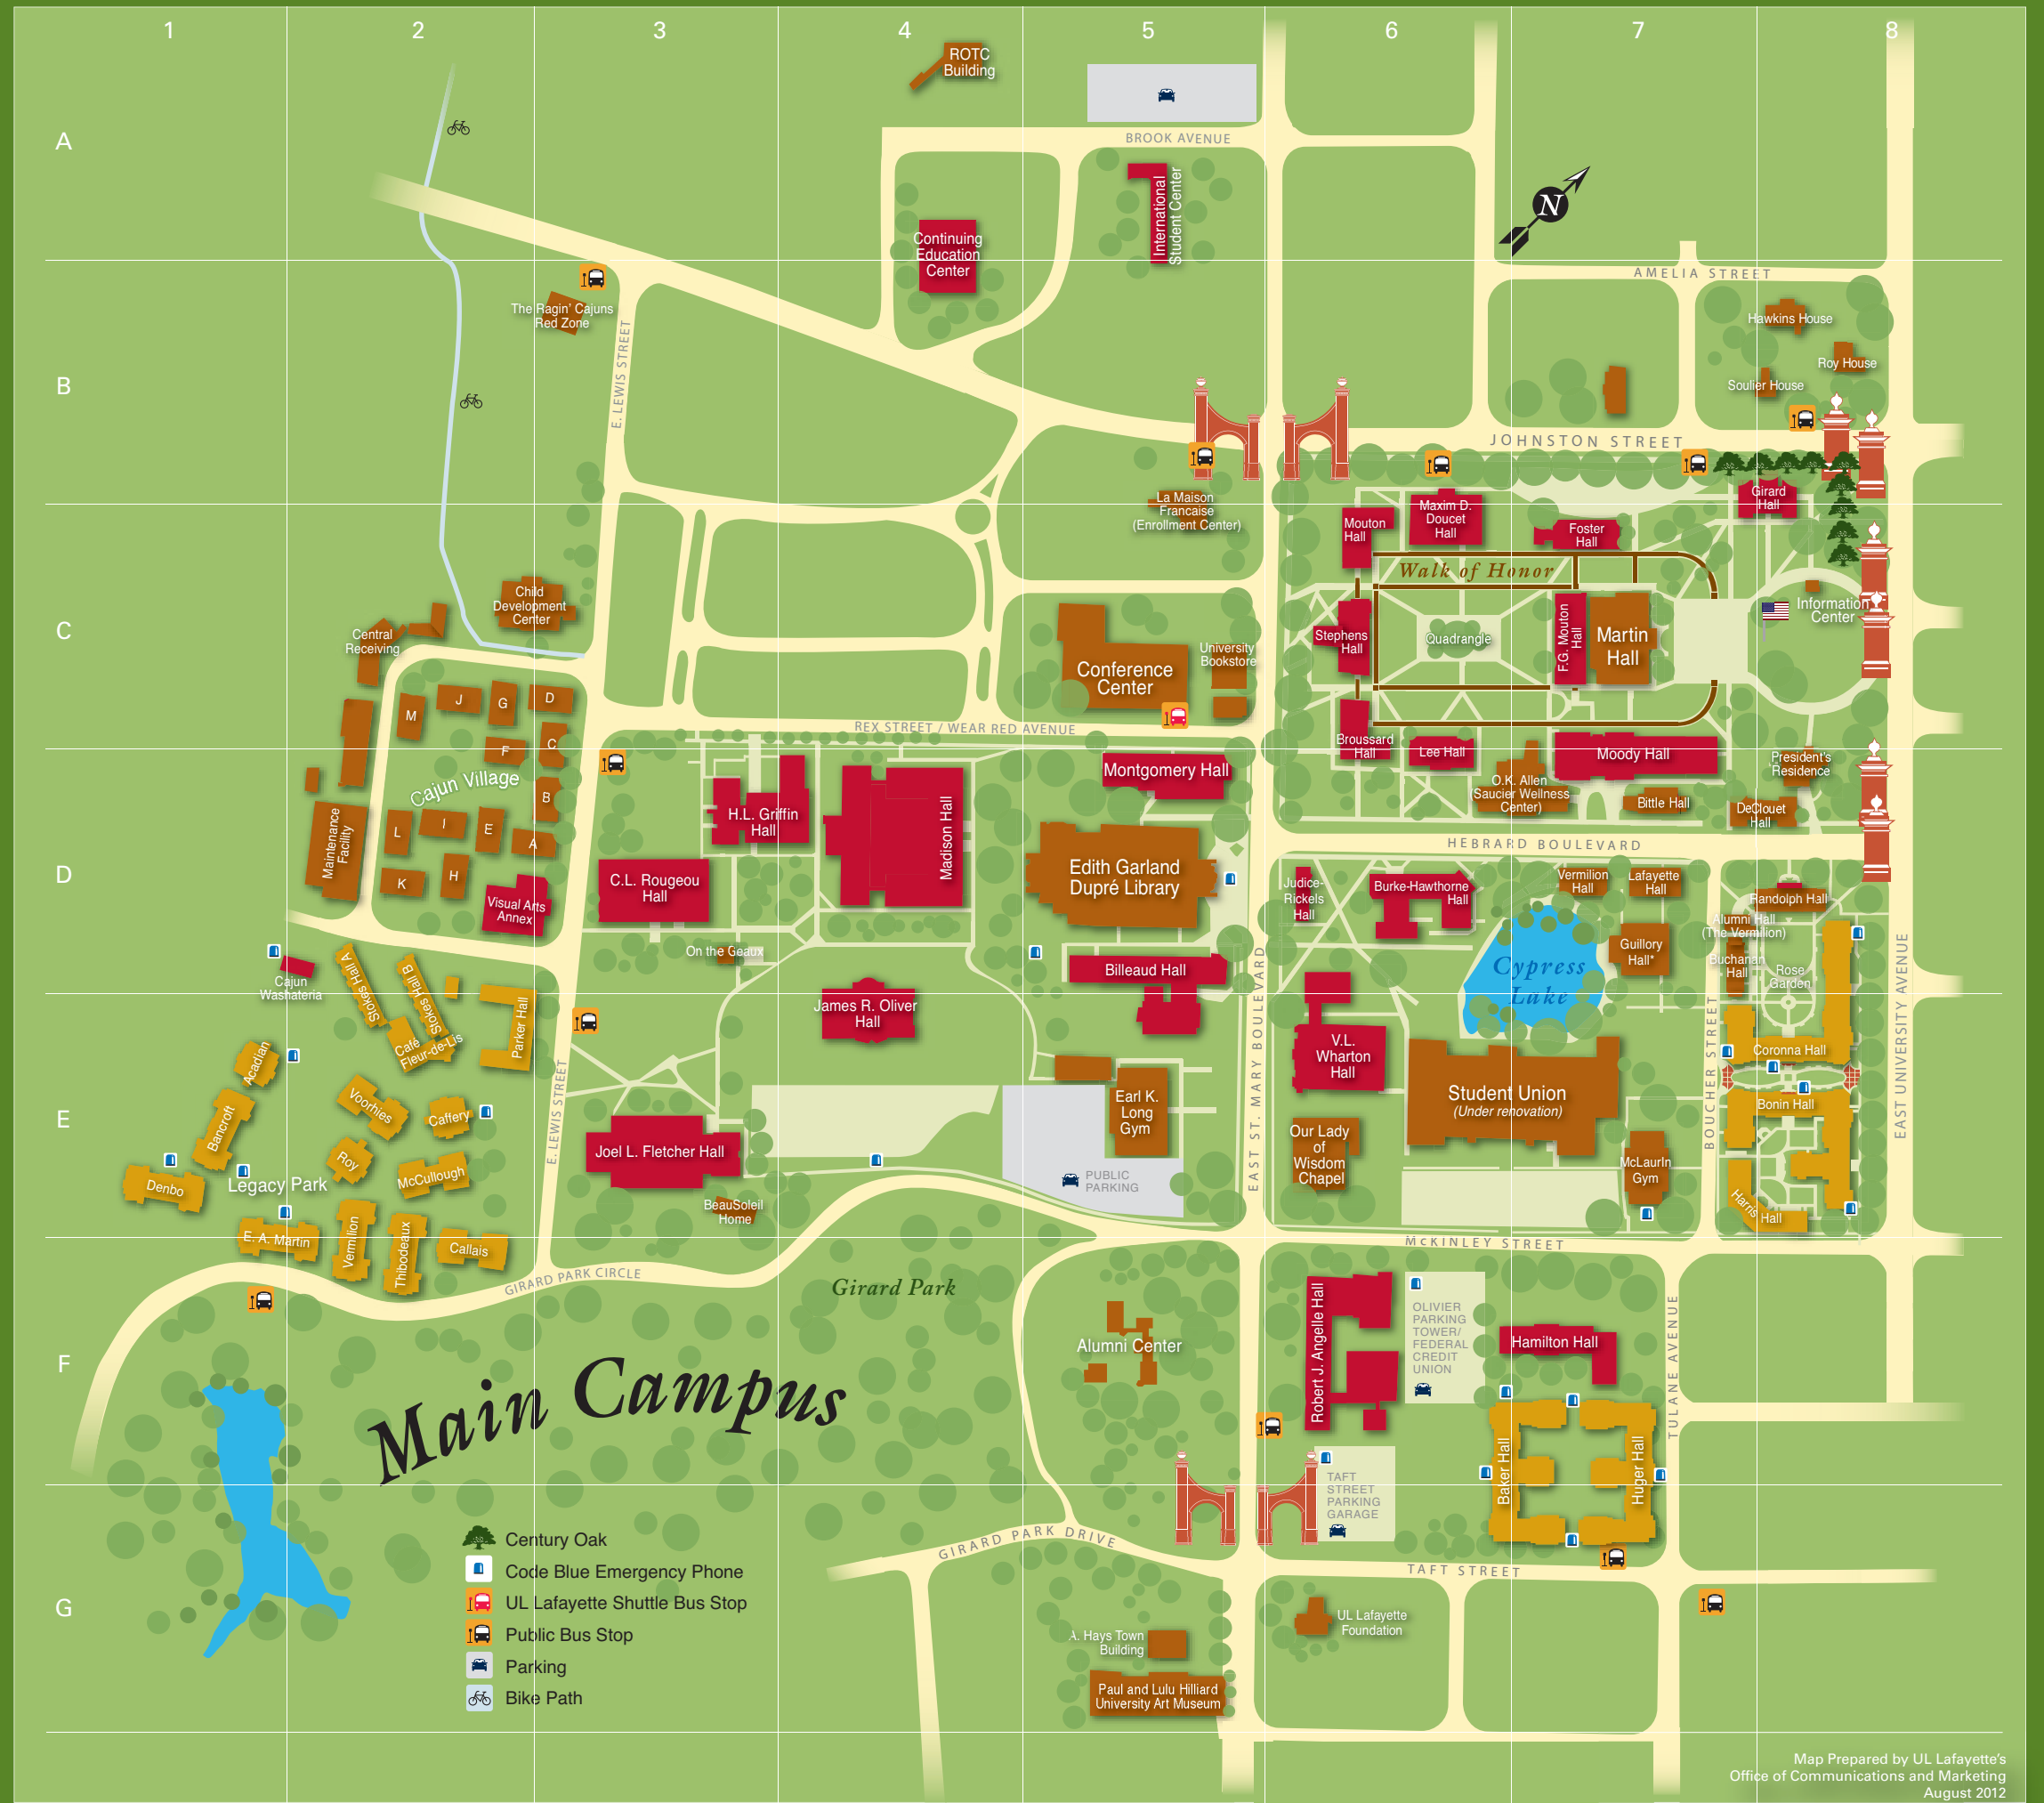 1 2 3 4 5 6 7 8
A
B
C
D
E
F
G
ROTC
Building
BROOK AVENUE
International
Student Center
Continuing
Education
Center
N
AMELIA STREET
The Ragin' Cajuns
Red Zone
E. LEWIS STREET
Hawkins House
Roy House
Soulier House
JOHNSTON STREET
La Maison
Francaise
(Enrollment Center)
Mouton
Hall
Maxim D.
Doucet
Hall
Foster
Hall
Girard
Hall
Walk of Honor
Child
Development
Center
Central
Receiving
Information
Center
Stephens
Hall
Quadrangle
F.G. Mouton
Hall
Martin
Hall
University
Bookstore
Conference
Center
M
J
G
D
F
C
B
L
I
E
A
K
H
Cajun Village
REX STREET / WEAR RED AVENUE
Broussard
Hall
Lee Hall
Moody Hall
President's
Residence
Montgomery Hall
H.L. Griffin
Hall
Madison Hall
O.K. Allen
(Saucier Wellness
Center)
Bittle Hall
DeClouet
Hall
Maintenance
Facility
HEBRARD BOULEVARD
Edith Garland
Dupré Library
C.L. Rougeou
Hall
Visual Arts
Annex
Judice-
Rickels
Hall
Burke-Hawthorne
Hall
Vermilion
Hall
Lafayette
Hall
Randolph Hall
Alumni Hall
(The Vermilion)
Guillory
Hall*
Buchanan
Hall
Rose
Garden
On the Geaux
Billeaud Hall
Cypress
Lake
Cajun
Washateria
Stokes Hall A
Stokes Hall B
Café
Fleur-de-Lis
Parker Hall
James R. Oliver
Hall
V.L.
Wharton
Hall
EAST ST. MARY BOULEVARD
BOUCHER STREET
EAST UNIVERSITY AVENUE
Coronna Hall
Acadian
Bancroft
Voorhies
Caffery
Roy
McCullough
Denbo
Legacy Park
E. A. Martin
Vermilion
Thibodeaux
Callais
E. LEWIS STREET
Joel L. Fletcher Hall
BeauSoleil
Home
Earl K.
Long
Gym
PUBLIC
PARKING
Our Lady
of
Wisdom
Chapel
Student Union
(Under renovation)
McLaurIn
Gym
Bonin Hall
Harris Hall
McKINLEY STREET
GIRARD PARK CIRCLE
Girard Park
Alumni Center
Robert J. Angelle Hall
OLIVIER
PARKING
TOWER/
FEDERAL
CREDIT
UNION
Hamilton Hall
TULANE AVENUE
Baker Hall
Huger Hall
Main Campus
TAFT
STREET
PARKING
GARAGE
GIRARD PARK DRIVE
TAFT STREET
Century Oak
Code Blue Emergency Phone
UL Lafayette Shuttle Bus Stop
Public Bus Stop
Parking
Bike Path
UL Lafayette
Foundation
A. Hays Town
Building
Paul and Lulu Hilliard
University Art Museum
Map Prepared by UL Lafayette's
Office of Communications and Marketing
August 2012